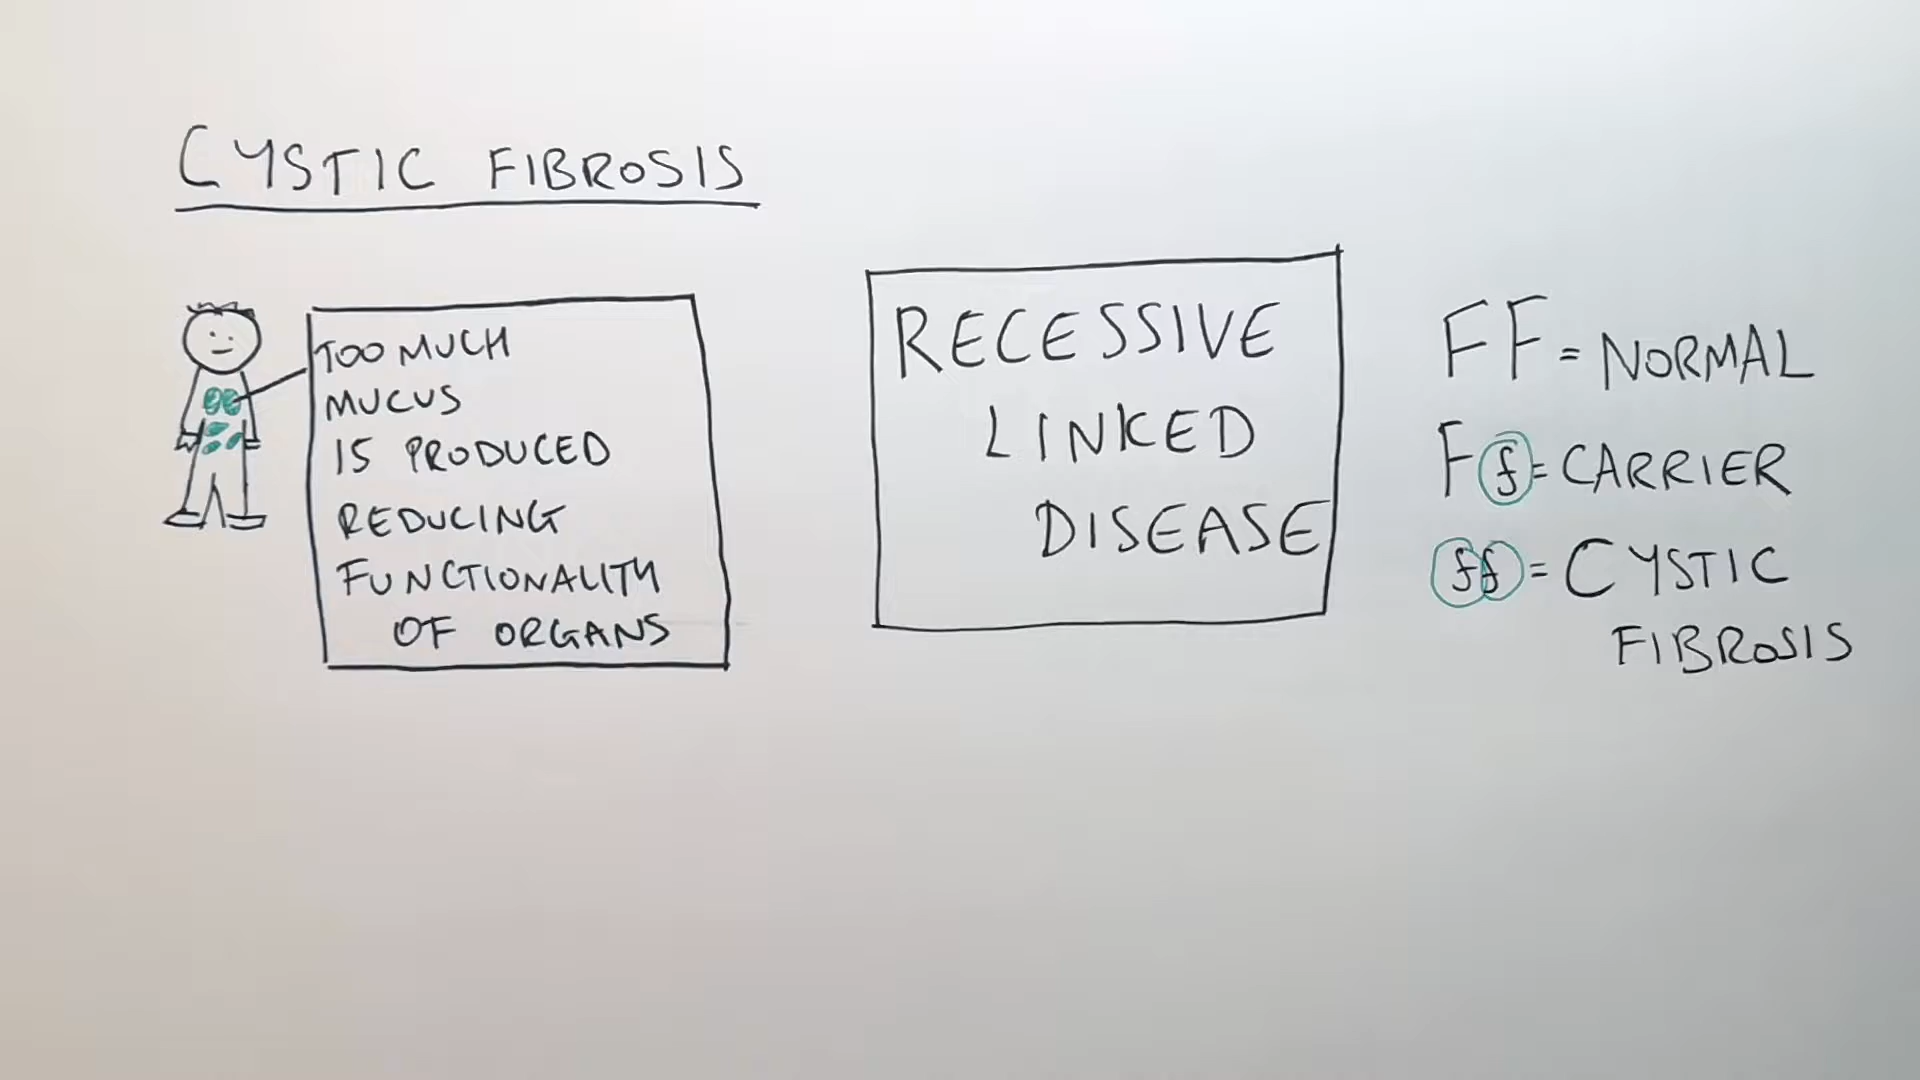 CYSTIC FIBROSIS
TOO MUCH
MUCUS
IS PRODUCED
REDUCING
FUNCTIONALITY
OF ORGANS
RECESSIVE
LINKED
DISEASE
FF = NORMAL
Ff = CARRIER
ff = CYSTIC
FIBROSIS